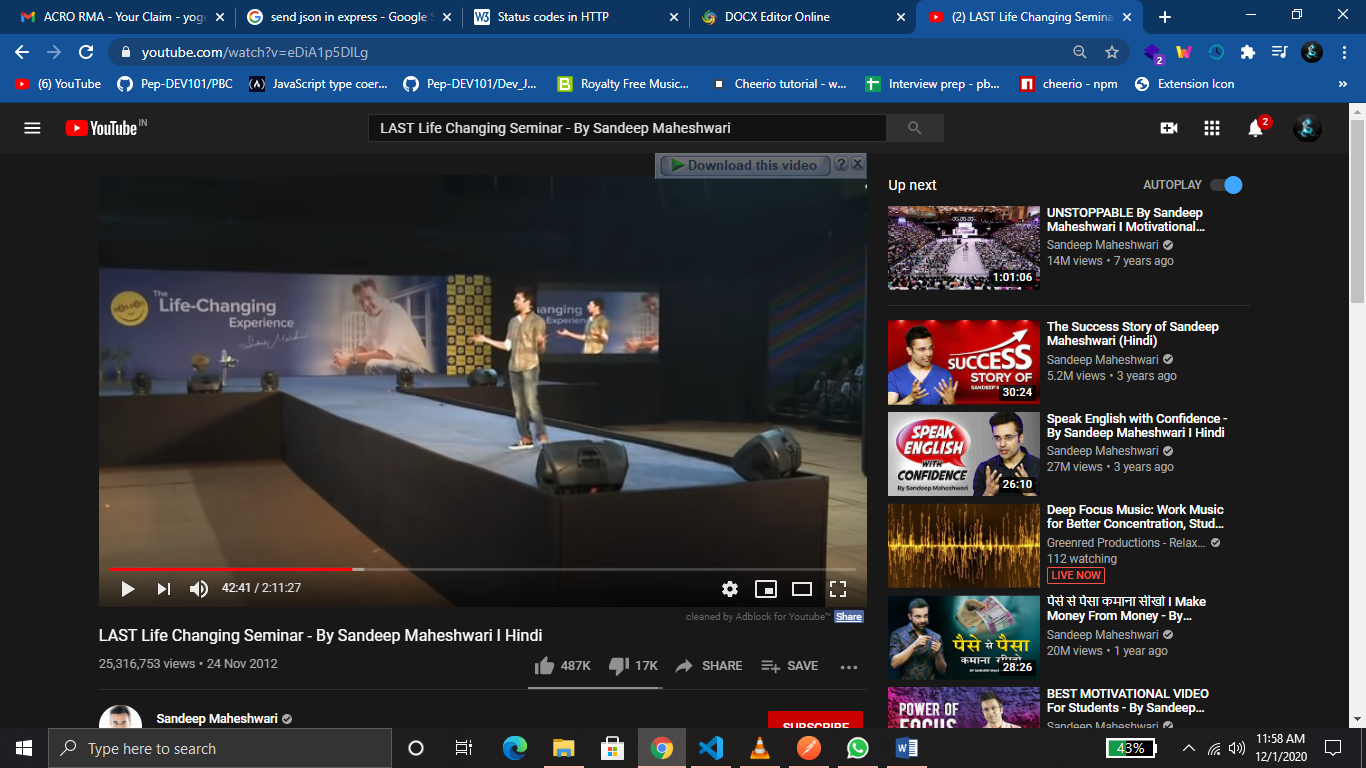 ACRO RMA - Your Claim - yoge
send json in express - Google S
Status codes in HTTP
DOCX Editor Online
(2) LAST Life Changing Semina
youtube.com/watch?v=eDiA1p5DlLg
2
(6) YouTube
Pep-DEV101/PBC
JavaScript type coer...
Pep-DEV101/Dev_J...
Royalty Free Music...
Cheerio tutorial - w...
Interview prep - pb...
cheerio - npm
Extension Icon
»
YouTube IN
LAST Life Changing Seminar - By Sandeep Maheshwari
2
Download this video ? X
The
Life-Changing
Experience
anging
Experience
42:41 / 2:11:27
cleaned by Adblock for Youtube™ Share
LAST Life Changing Seminar - By Sandeep Maheshwari I Hindi
25,316,753 views • 24 Nov 2012
487K
17K
SHARE
SAVE
Sandeep Maheshwari
SUBSCRIBE
Up next
AUTOPLAY
1:01:06
UNSTOPPABLE By Sandeep
Maheshwari I Motivational...
Sandeep Maheshwari
14M views • 7 years ago
SUCCESS
STORY OF
30:24
The Success Story of Sandeep
Maheshwari (Hindi)
Sandeep Maheshwari
5.2M views • 3 years ago
SPEAK
ENGLISH
WITH
CONFIDENCE
By Sandeep Maheshwari
26:10
Speak English with Confidence -
By Sandeep Maheshwari I Hindi
Sandeep Maheshwari
27M views • 3 years ago
Deep Focus Music: Work Music
for Better Concentration, Stud...
Greenred Productions - Relax...
112 watching
LIVE NOW
पैसे से पैसा
कमाना सीखो
28:26
पैसे से पैसा कमाना सीखो I Make
Money From Money - By...
Sandeep Maheshwari
20M views • 1 year ago
POWER OF
FOCUS
BEST MOTIVATIONAL VIDEO
For Students - By Sandeep...
Sandeep Maheshwari
Type here to search
43%
11:58 AM
12/1/2020